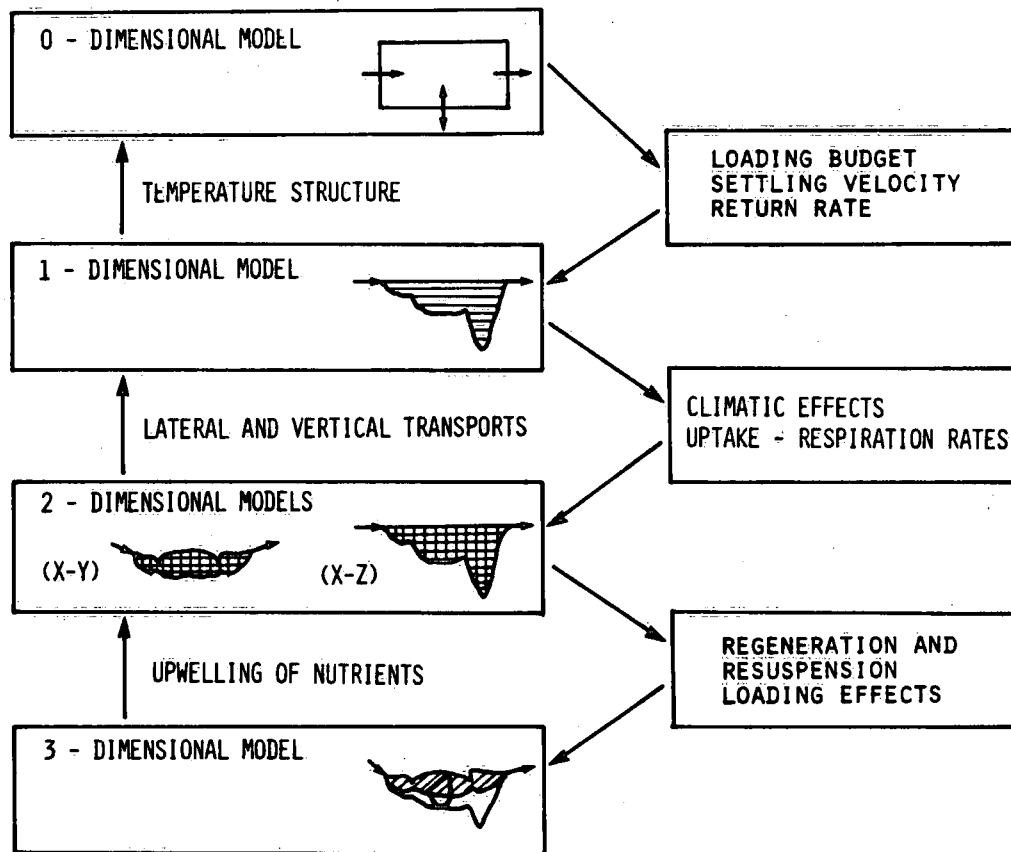 0 - DIMENSIONAL MODEL
LOADING BUDGET
SETTLING VELOCITY
RETURN RATE
TEMPERATURE STRUCTURE
1 - DIMENSIONAL MODEL
CLIMATIC EFFECTS
UPTAKE - RESPIRATION RATES
LATERAL AND VERTICAL TRANSPORTS
2 - DIMENSIONAL MODELS
(X-Y)
(X-Z)
REGENERATION AND
RESUSPENSION
LOADING EFFECTS
UPWELLING OF NUTRIENTS
3 - DIMENSIONAL MODEL